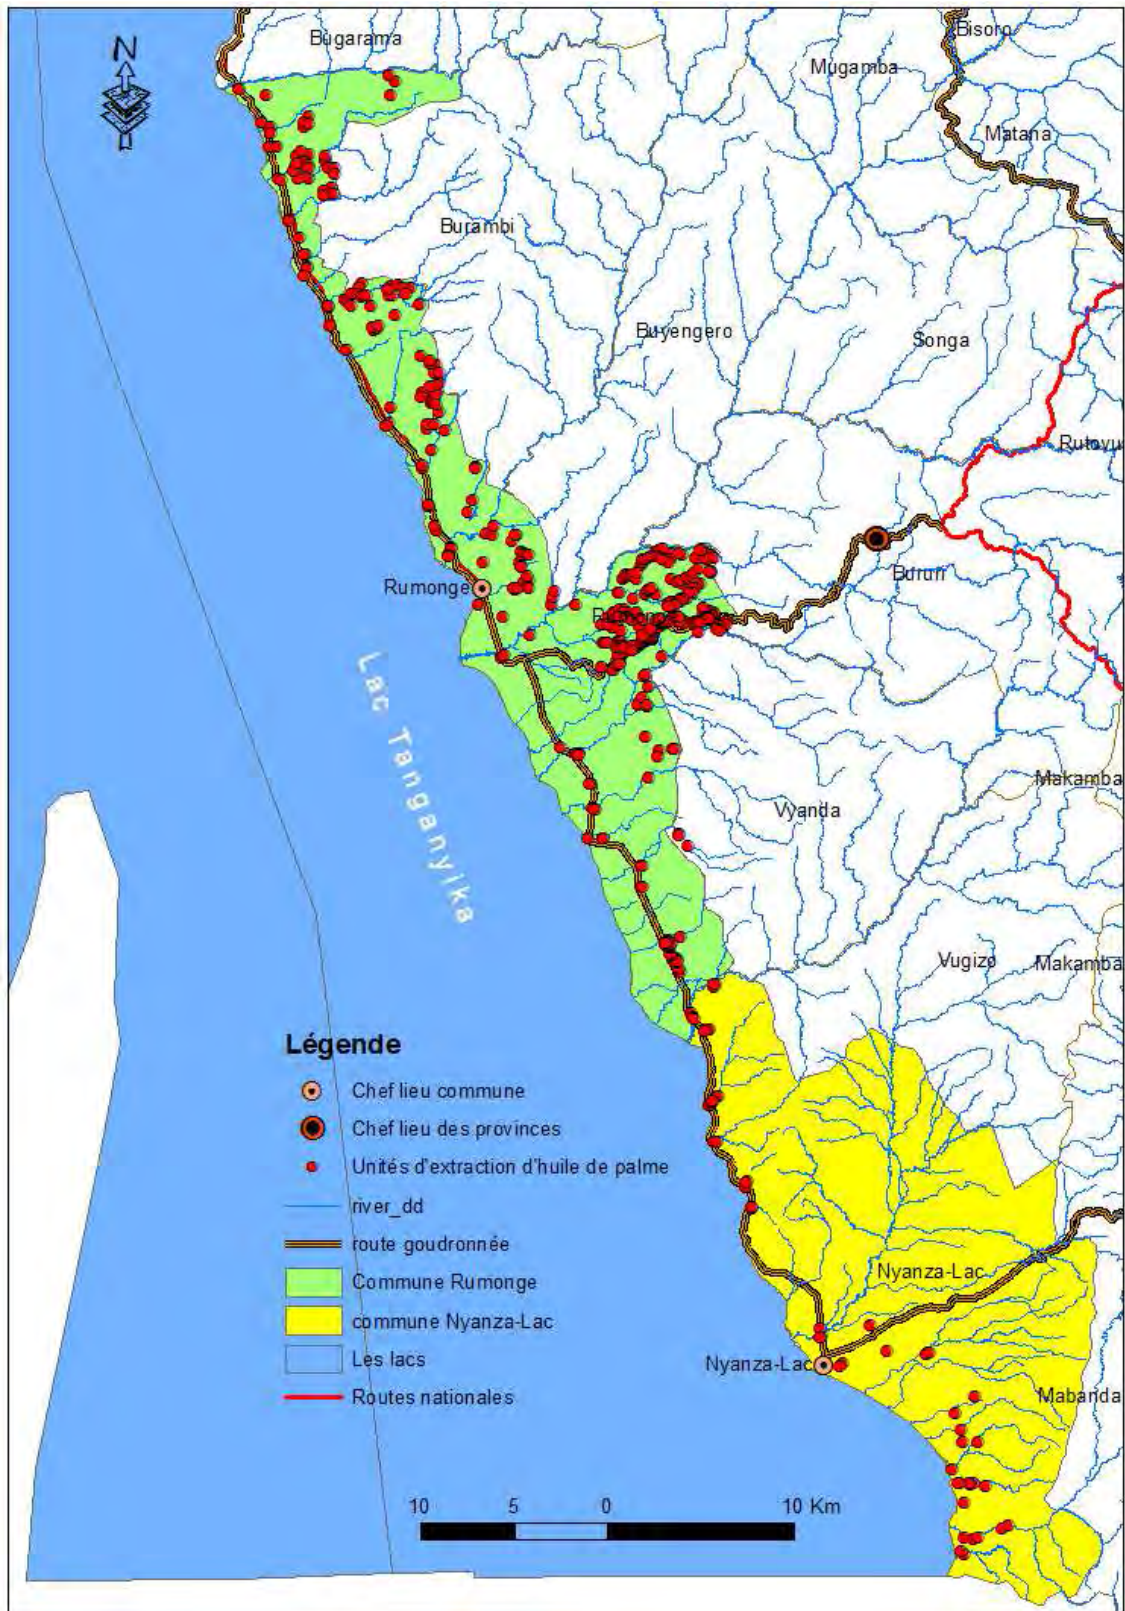 N
Bugarama
Bisoro
Mugamba
Matana
Burambi
Buyengero
Songa
Rutovu
Bururi
Rumonge
Lac Tanganyika
Makamba
Vyanda
Vugizo
Makamba
Légende
Chef lieu commune
Chef lieu des provinces
Unités d'extraction d'huile de palme
river_dd
route goudronnée
Commune Rumonge
commune Nyanza-Lac
Les lacs
Routes nationales
Nyanza-Lac
Nyanza-Lac
Mabanda
10 5 0 10 Km